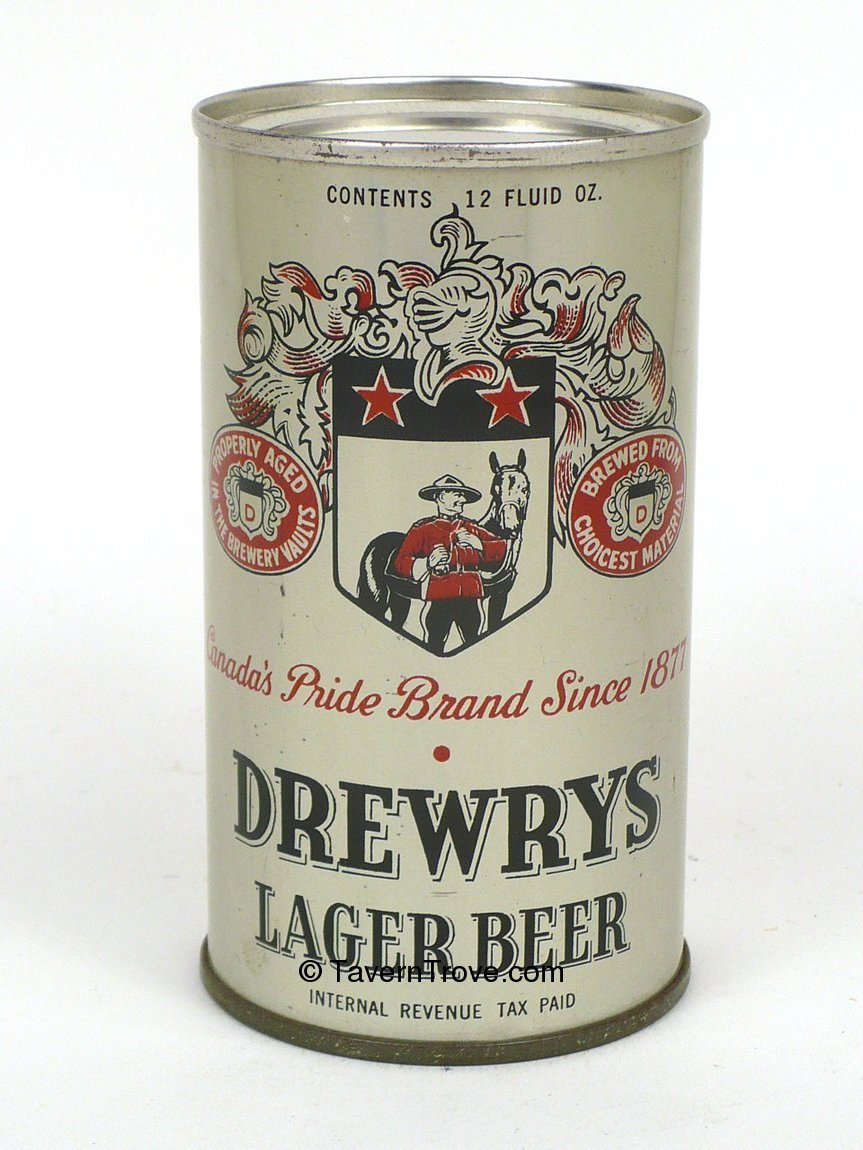 CONTENTS 12 FLUID OZ.
PROPERLY AGED
IN THE BREWERY VAULTS
D
BREWED FROM
CHOICEST MATERIAL
D
Canada's Pride Brand Since 1877
DREWRYS
LAGER BEER
© TavernTrove.com
INTERNAL REVENUE TAX PAID